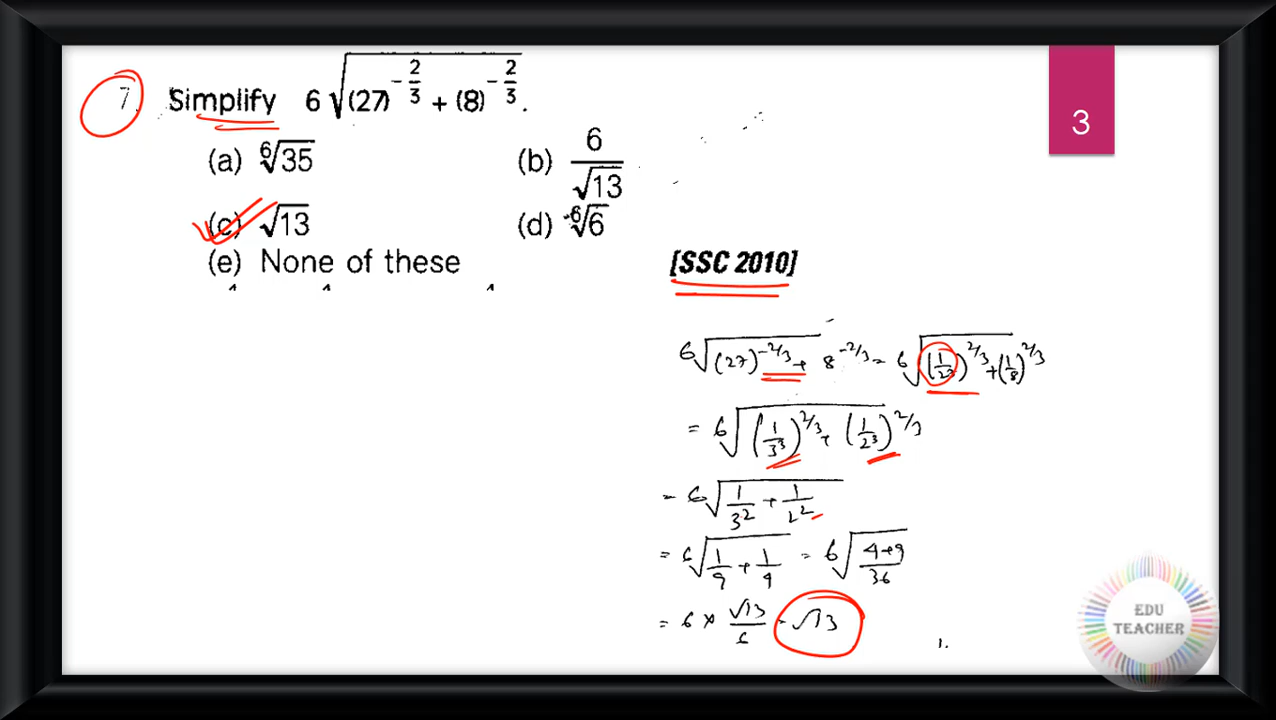 3
7. Simplify 6√((27)^(-2/3) + (8)^(-2/3)).
(a) ⁶√35 (b) 6/√13
(c) √13 (d) ⁶√6
(e) None of these
[SSC 2010]
6√((27)^(-2/3) + 8^(-2/3)) = 6√((1/27)^(2/3) + (1/8)^(2/3))
= 6√((1/3³)^(2/3) + (1/2³)^(2/3))
= 6√(1/3² + 1/2²)
= 6√(1/9 + 1/4) = 6√((4+9)/36)
= 6 × √13/6 = √13
EDU
TEACHER